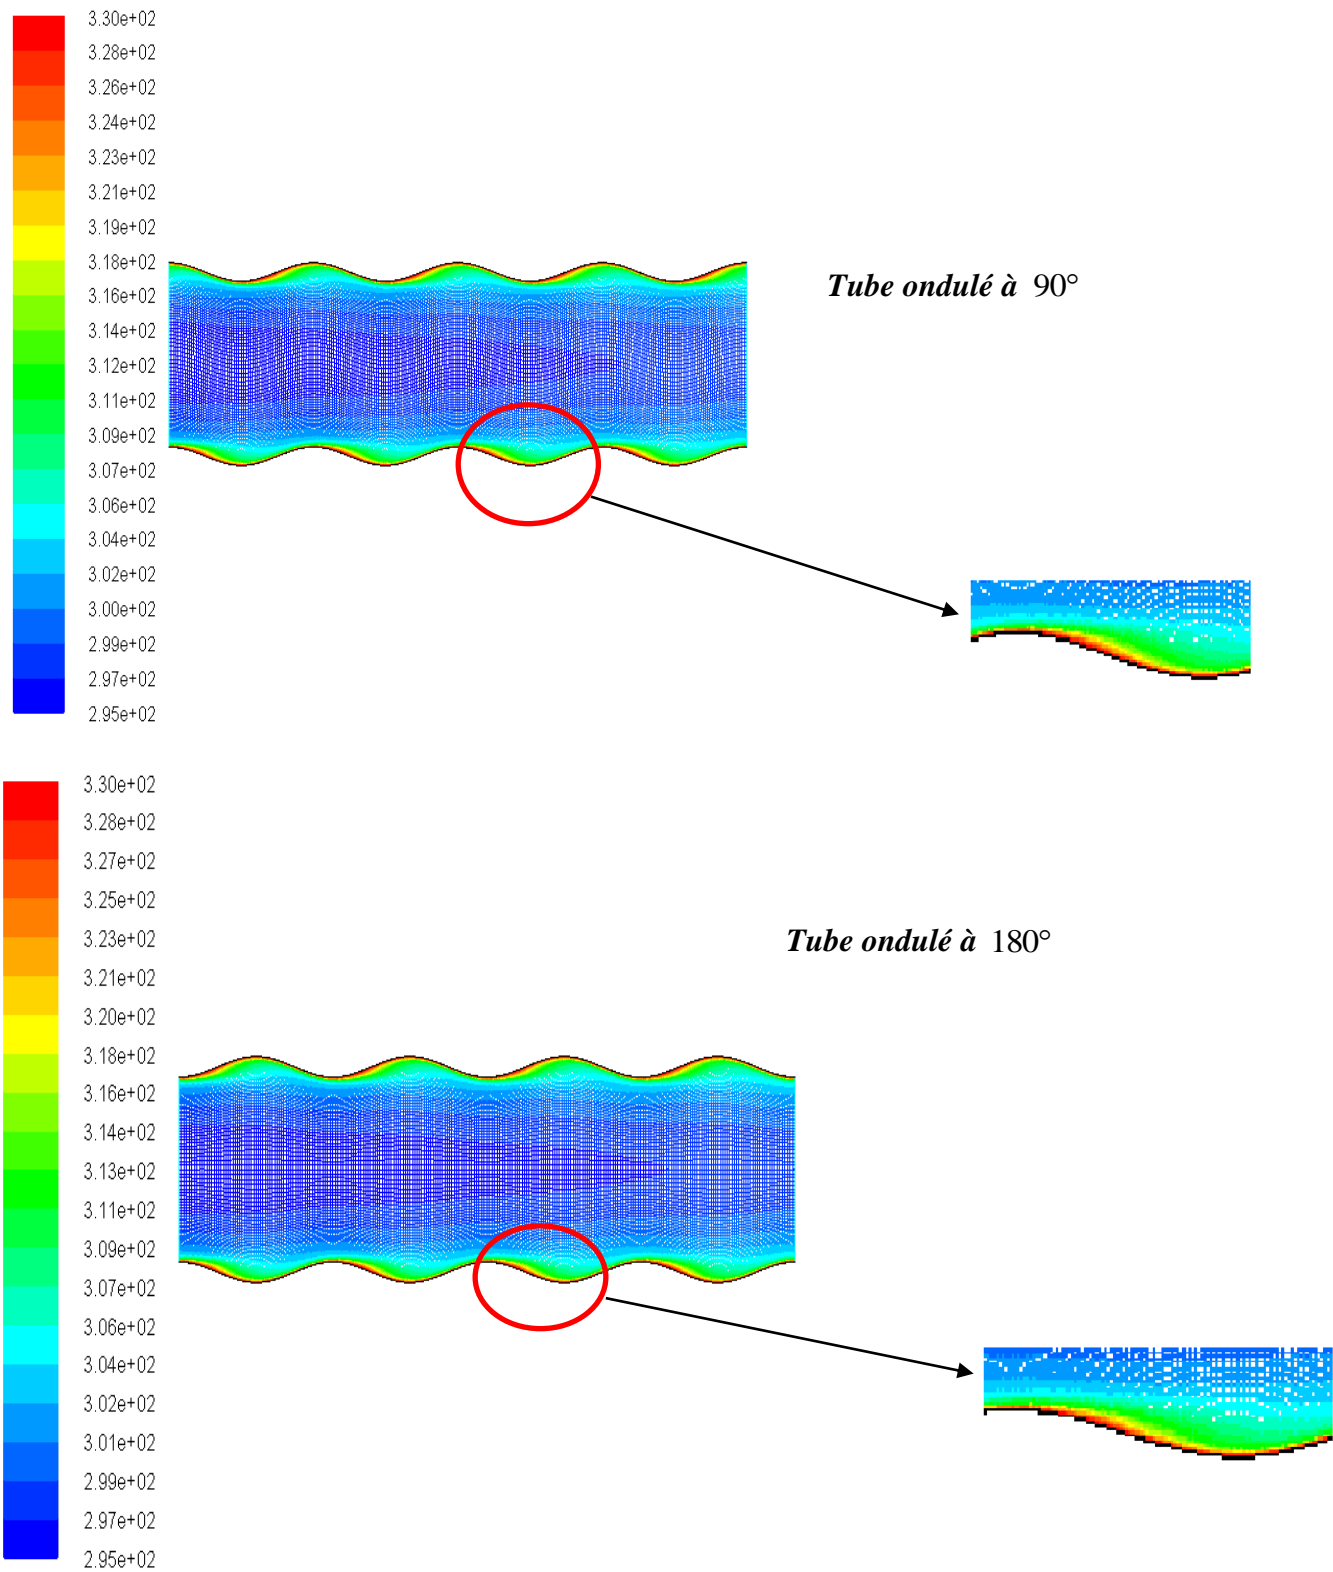 3.30e+02
3.28e+02
3.26e+02
3.24e+02
3.23e+02
3.21e+02
3.19e+02
3.18e+02
3.16e+02
3.14e+02
3.12e+02
3.11e+02
3.09e+02
3.07e+02
3.06e+02
3.04e+02
3.02e+02
3.00e+02
2.99e+02
2.97e+02
2.95e+02
Tube ondulé à 90°
3.30e+02
3.28e+02
3.27e+02
3.25e+02
3.23e+02
3.21e+02
3.20e+02
3.18e+02
3.16e+02
3.14e+02
3.13e+02
3.11e+02
3.09e+02
3.07e+02
3.06e+02
3.04e+02
3.02e+02
3.01e+02
2.99e+02
2.97e+02
2.95e+02
Tube ondulé à 180°